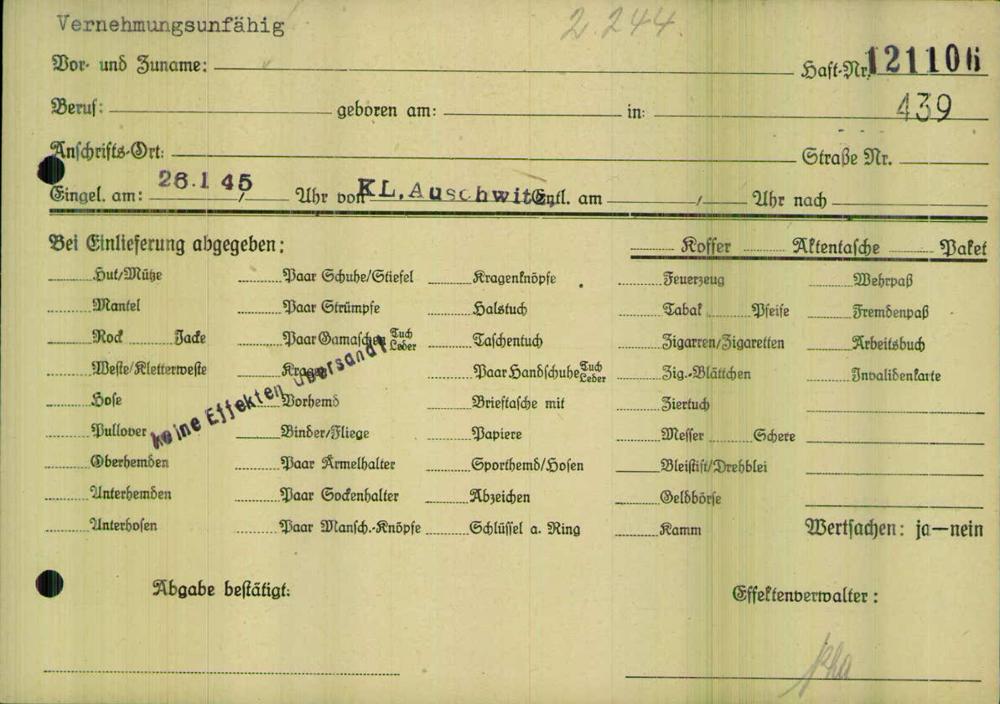 Vernehmungsunfähig 2.244.
Vor- und Zuname: Haft-Nr. 121106
Beruf: geboren am: in: 439
Anschrifts-Ort: Straße Nr.
Eingel. am: 26.1 45 / Uhr von KL. Auschwitz, Entl. am / Uhr nach
Bei Einlieferung abgegeben: Koffer Aktentasche Paket
Hut/Mütze Paar Schuhe/Stiefel Kragenknöpfe Feuerzeug Wehrpaß
Mantel Paar Strümpfe Halstuch Tabak Pfeife Fremdenpaß
Rock Jacke Paar Gamaschen Tuch Leder Taschentuch Zigarren/Zigaretten Arbeitsbuch
Weste/Kletterweste Kragen Paar Handschuhe Tuch Leder Zig.-Blättchen Invalidenkarte
keine Effekten übersandt
Hose Vorhemd Brieftasche mit Ziertuch
Pullover Binder/Fliege Papiere Messer Schere
Oberhemden Paar Ärmelhalter Sporthemd/Hosen Bleistift/Drehblei
Unterhemden Paar Sockenhalter Abzeichen Geldbörse
Unterhosen Paar Mansch.-Knöpfe Schlüssel a. Ring Kamm Wertsachen: ja—nein
Abgabe bestätigt: Effektenverwalter: